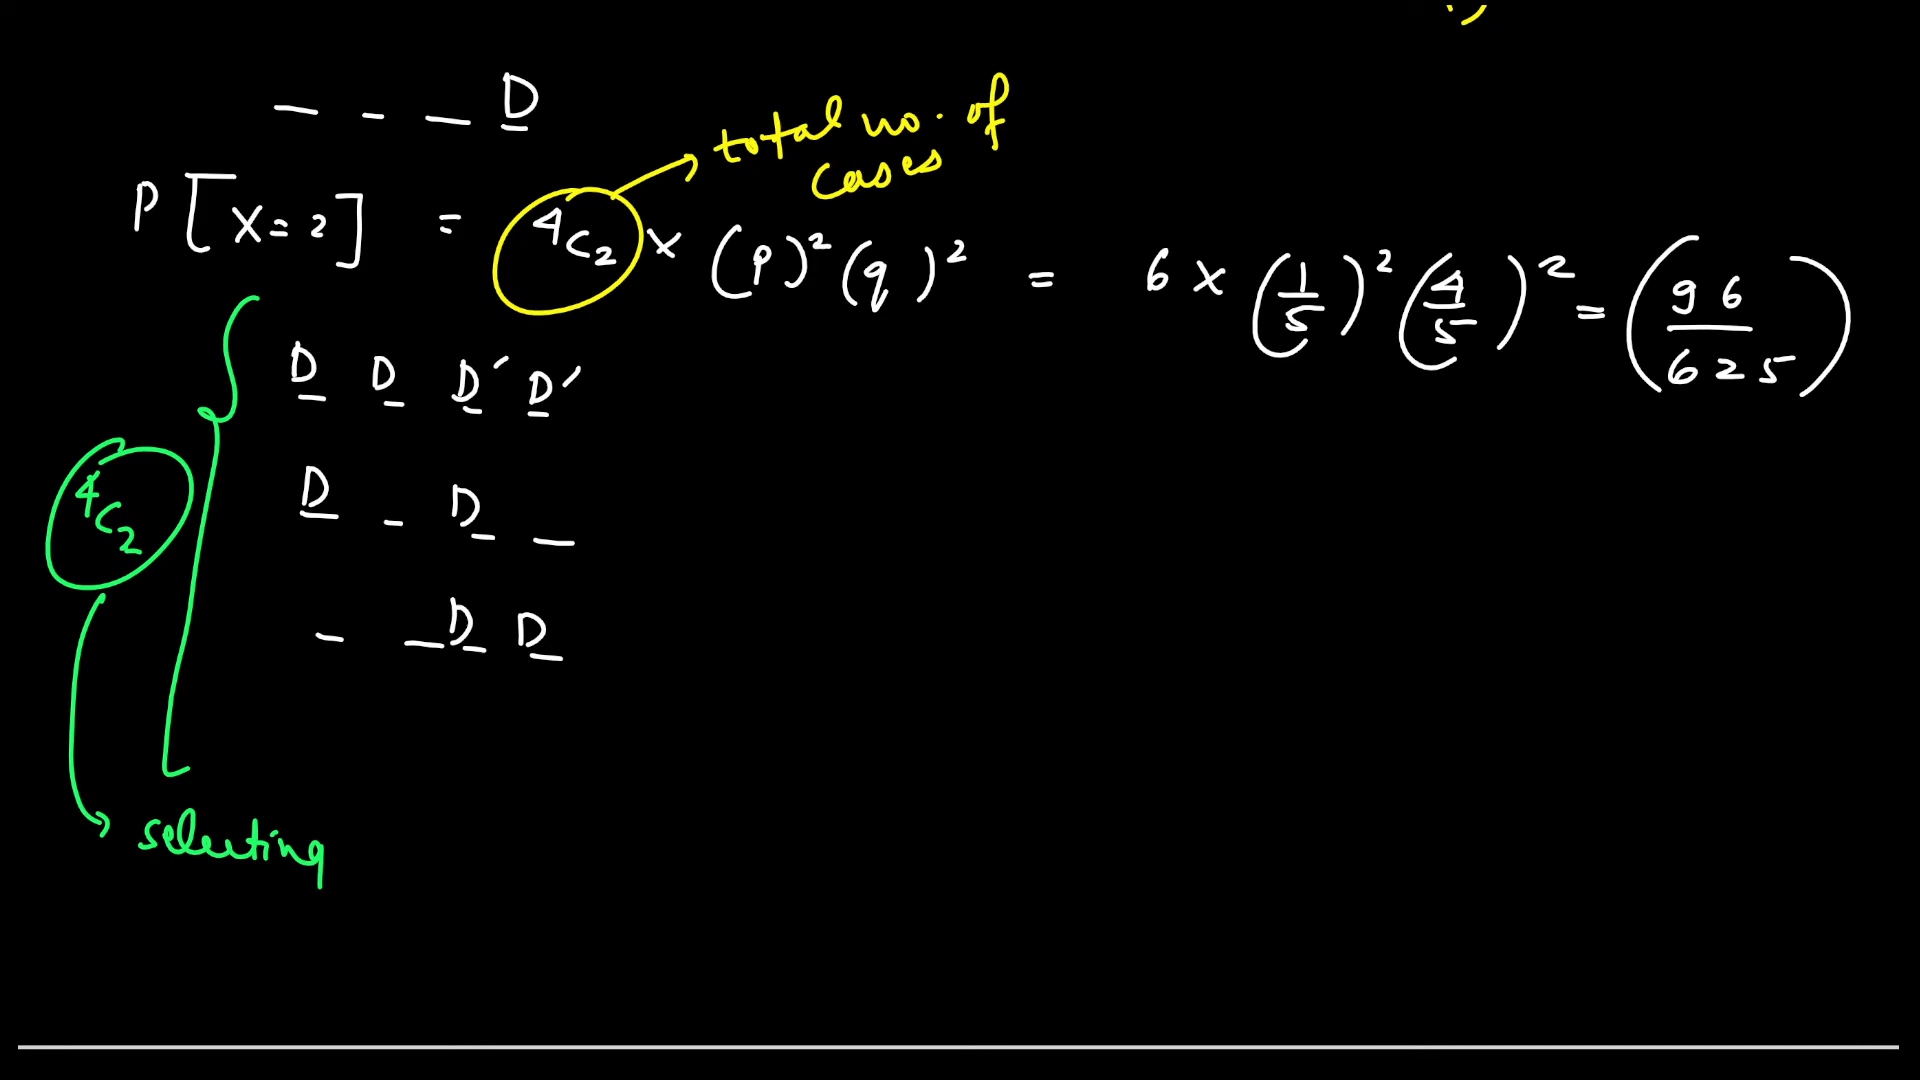 _ _ _ D
total no. of
cases
P[X=2] = ⁴C₂ × (p)²(q)² = 6 × (1/5)²(4/5)² = (96/625)
D D D' D'
D _ D _
⁴C₂
_ _ D D
selecting